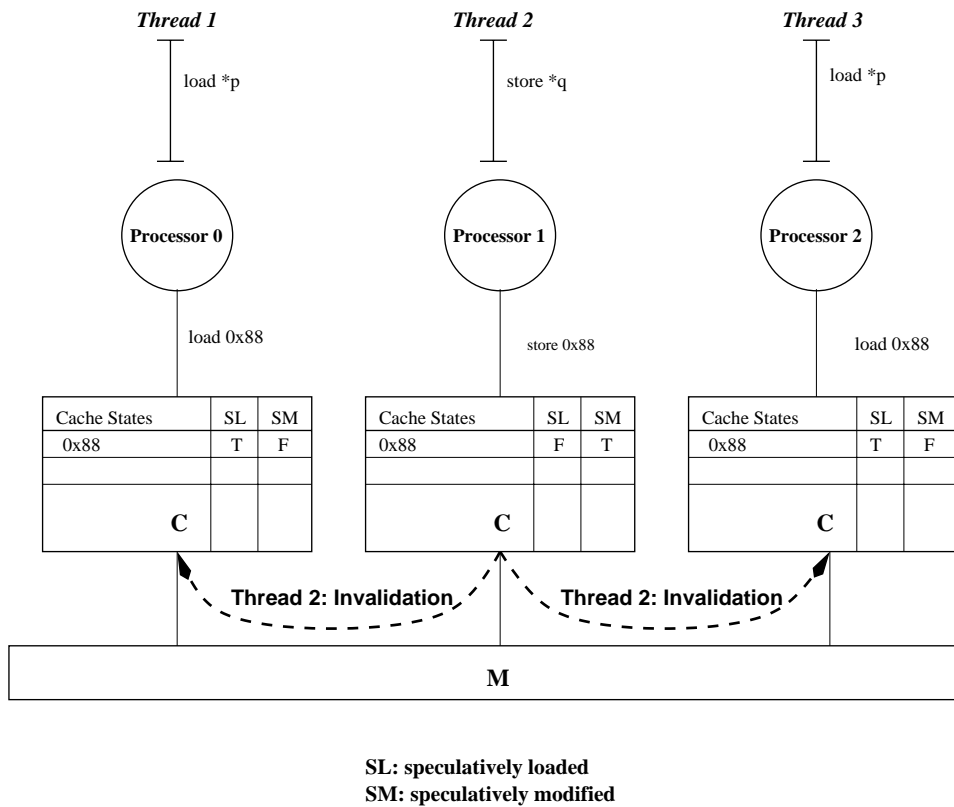 Thread 1
Thread 2
Thread 3
load *p
store *q
load *p
Processor 0
Processor 1
Processor 2
load 0x88
store 0x88
load 0x88
Cache States SL SM
0x88 T F
C
Cache States SL SM
0x88 F T
C
Cache States SL SM
0x88 T F
C
Thread 2: Invalidation
Thread 2: Invalidation
M
SL: speculatively loaded
SM: speculatively modified